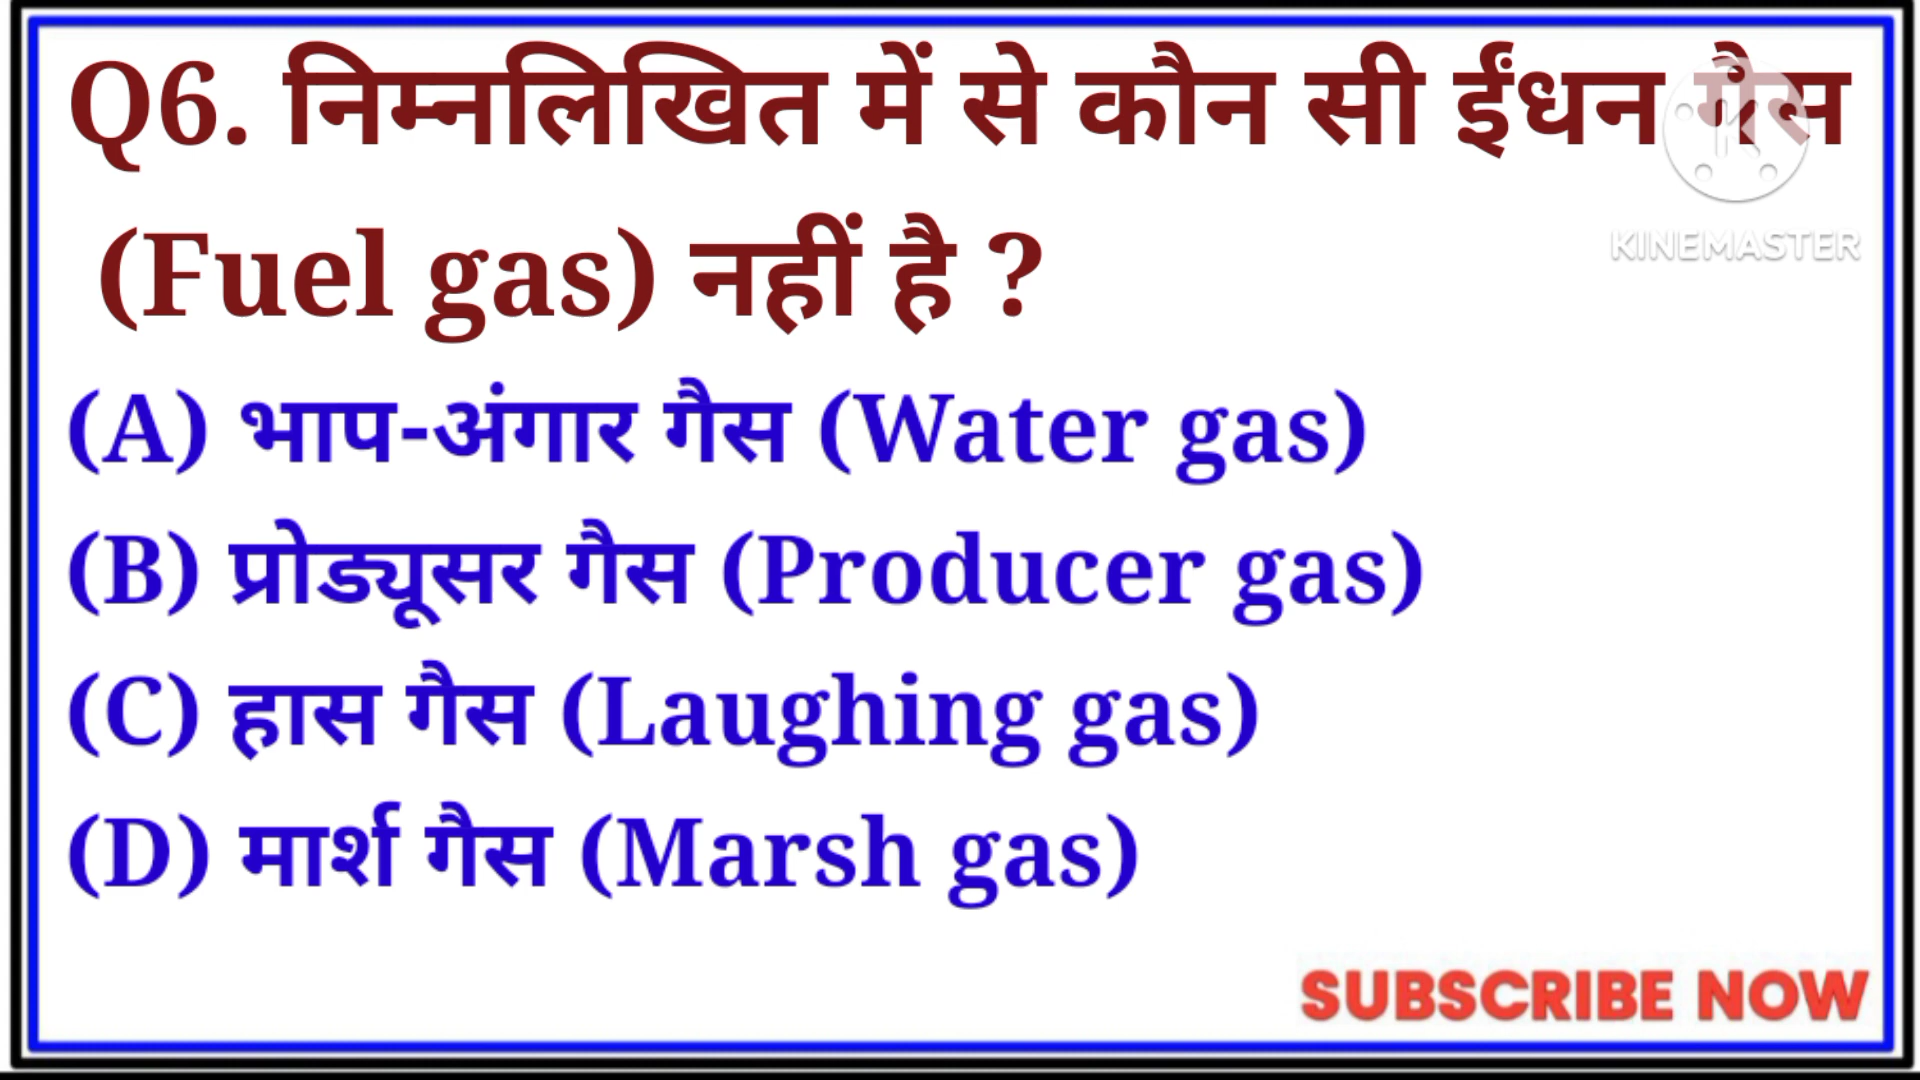 Q6. निम्नलिखित में से कौन सी ईंधन गैस
(Fuel gas) नहीं है ?
KINEMASTER
(A) भाप-अंगार गैस (Water gas)
(B) प्रोड्यूसर गैस (Producer gas)
(C) हास गैस (Laughing gas)
(D) मार्श गैस (Marsh gas)
SUBSCRIBE NOW